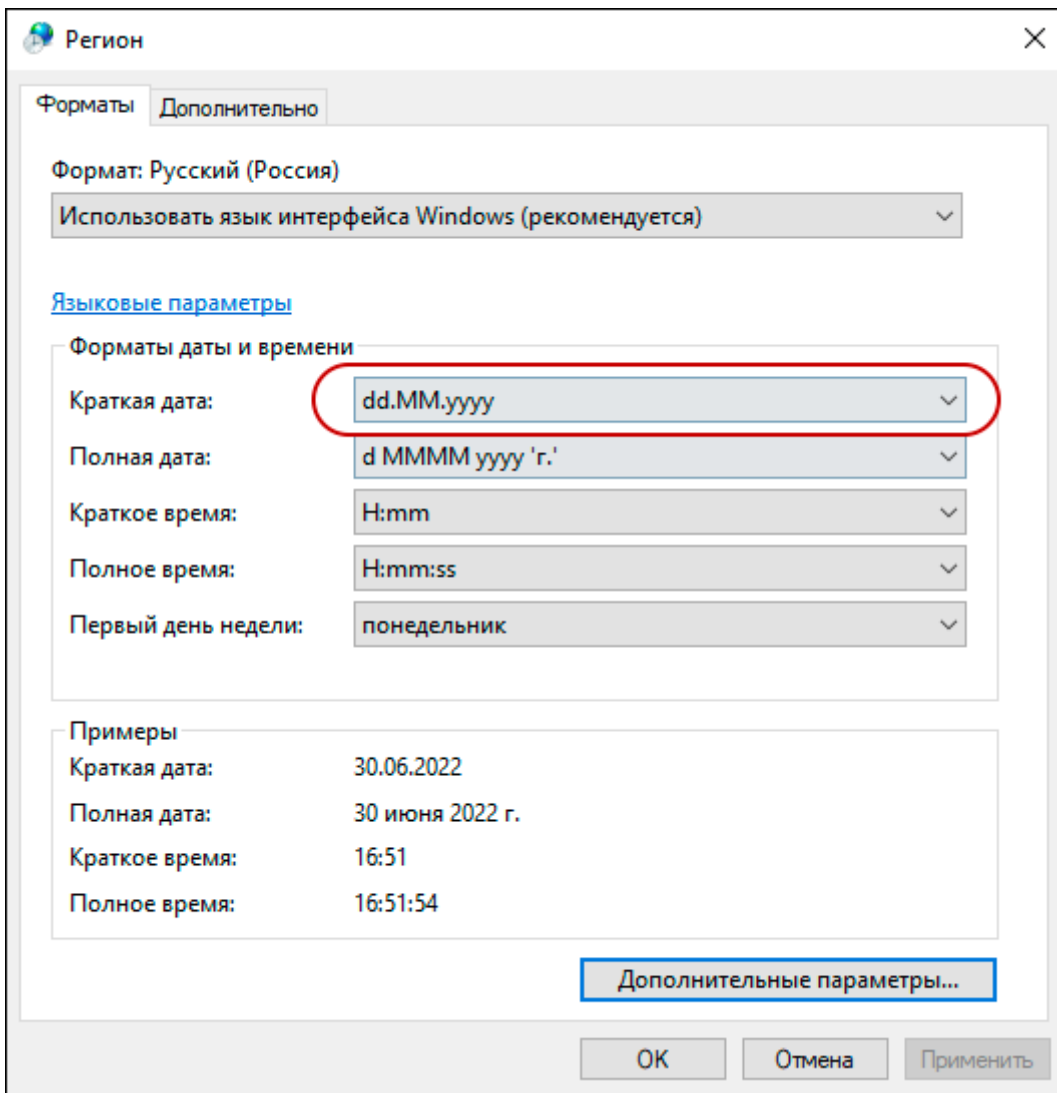 Регион
Форматы Дополнительно
Формат: Русский (Россия)
Использовать язык интерфейса Windows (рекомендуется)
Языковые параметры
Форматы даты и времени
Краткая дата: dd.MM.yyyy
Полная дата: d MMMM yyyy 'г.'
Краткое время: H:mm
Полное время: H:mm:ss
Первый день недели: понедельник
Примеры
Краткая дата: 30.06.2022
Полная дата: 30 июня 2022 г.
Краткое время: 16:51
Полное время: 16:51:54
Дополнительные параметры...
OK Отмена Применить